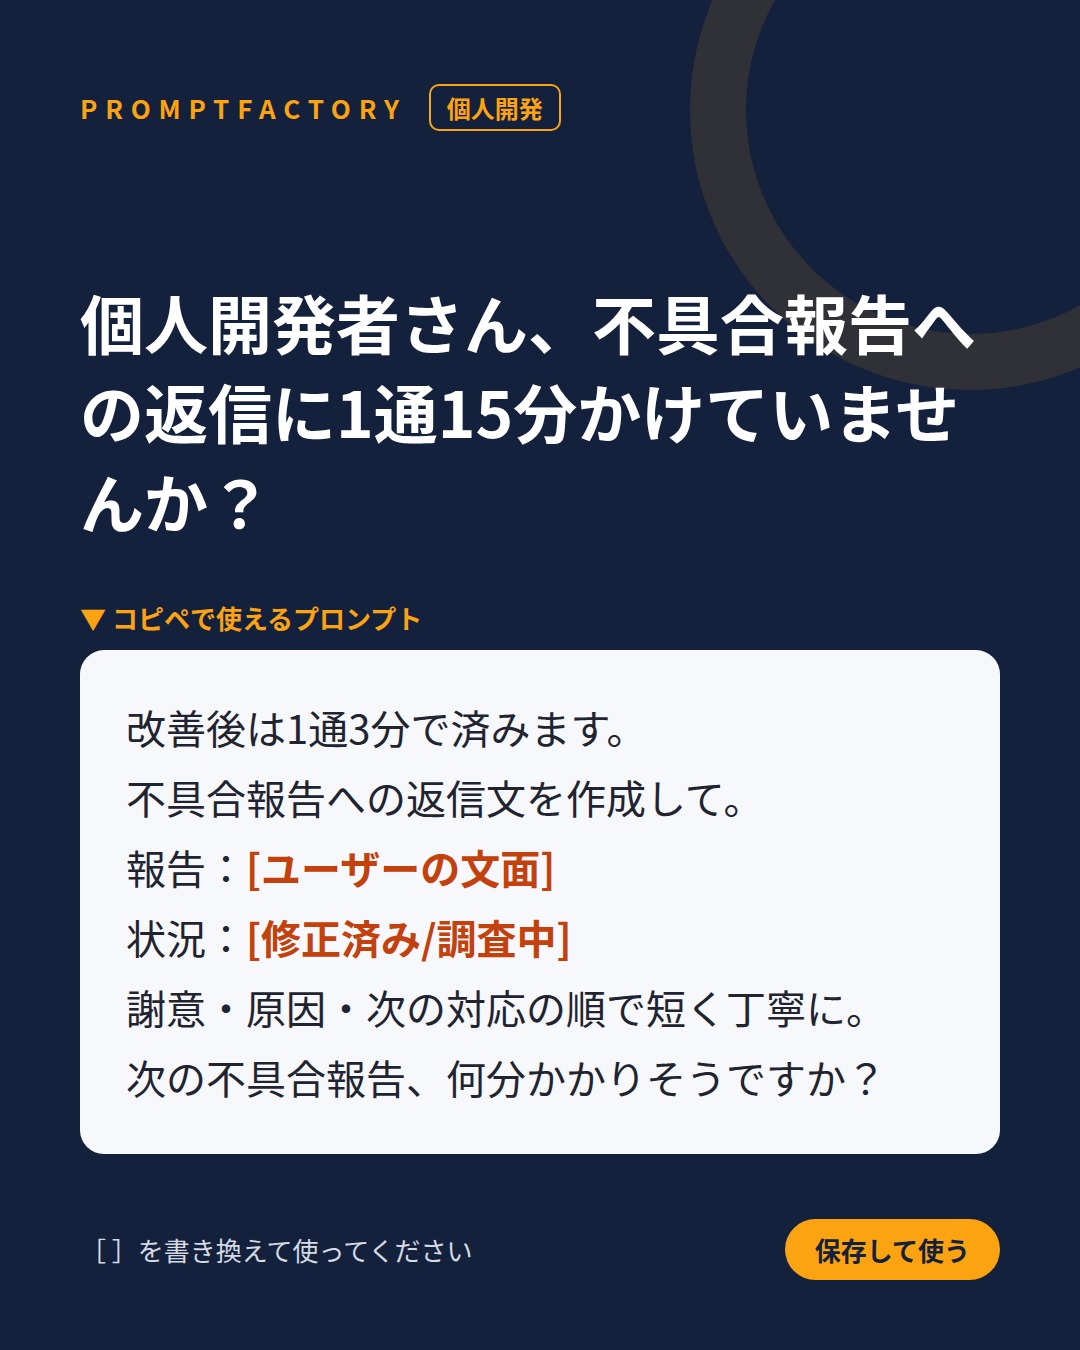 PROMPTFACTORY 個人開発
個人開発者さん、不具合報告へ
の返信に1通15分かけていませ
んか？
▼ コピペで使えるプロンプト
改善後は1通3分で済みます。
不具合報告への返信文を作成して。
報告：[ユーザーの文面]
状況：[修正済み/調査中]
謝意・原因・次の対応の順で短く丁寧に。
次の不具合報告、何分かかりそうですか？
［ ］を書き換えて使ってください
保存して使う